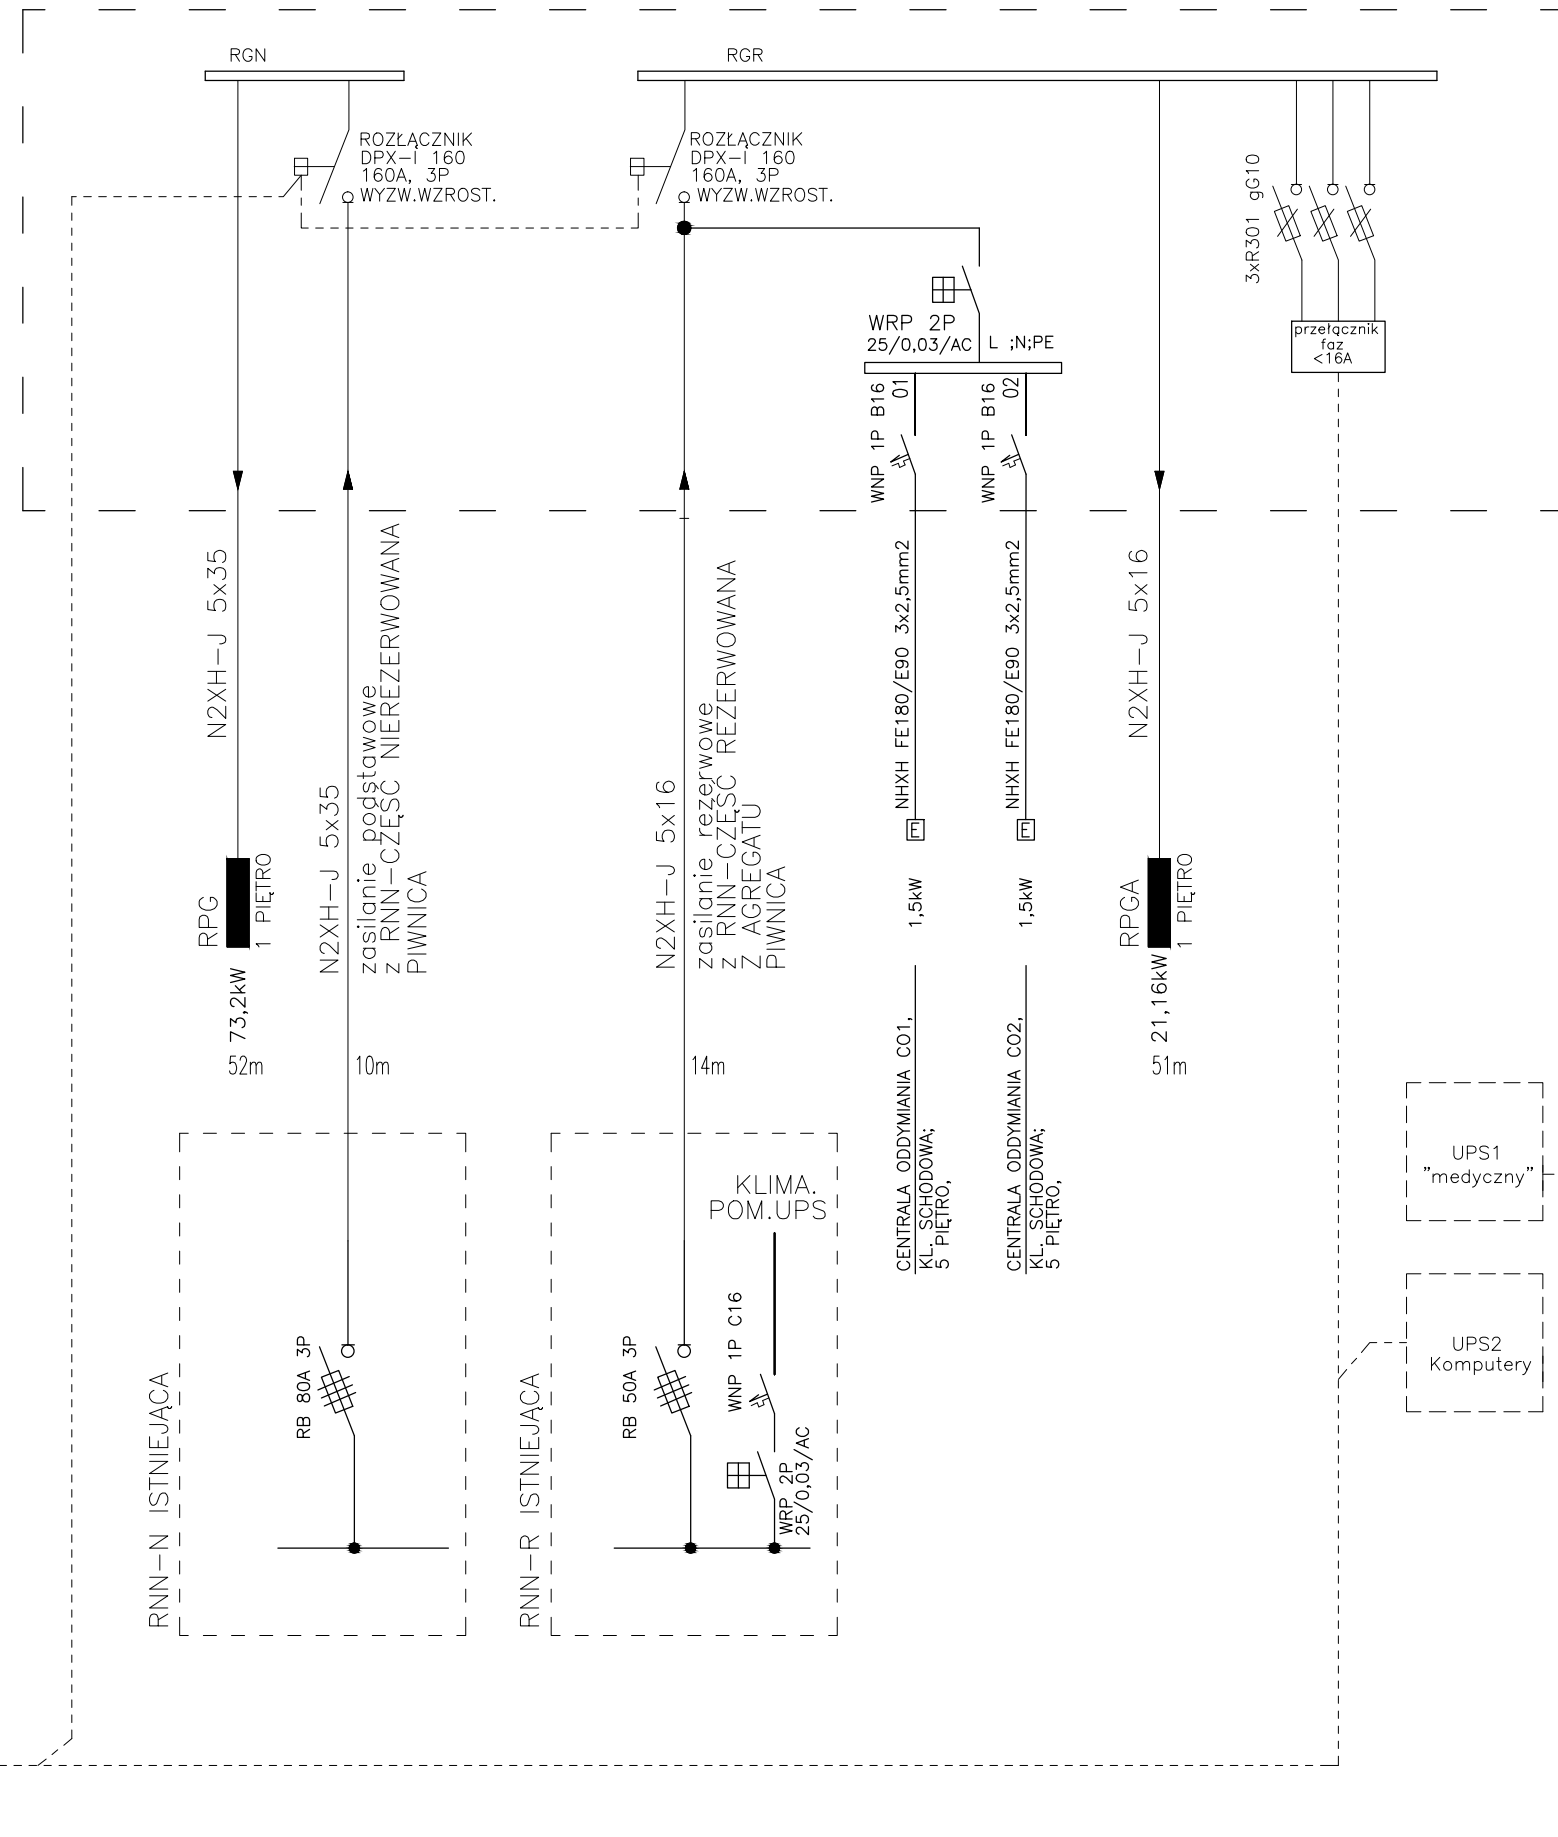 RGN
RGR
ROZŁĄCZNIK
DPX-I 160
160A, 3P
WYZW.WZROST.
ROZŁĄCZNIK
DPX-I 160
160A, 3P
WYZW.WZROST.
3xR301 gG10
przełącznik
faz
<16A
WRP 2P
25/0,03/AC
L ;N;PE
WNP 1P B16
01
WNP 1P B16
02
N2XH-J 5x35
N2XH-J 5x35
zasilanie podstawowe
z RNN-CZĘŚC NIEREZERWOWANA
PIWNICA
N2XH-J 5x16
zasilanie rezerwowe
z RNN-CZĘŚC REZERWOWANA
Z AGREGATU
PIWNICA
NHXH FE180/E90 3x2,5mm2
NHXH FE180/E90 3x2,5mm2
N2XH-J 5x16
E
E
RPG
1 PIĘTRO
73,2kW
52m
10m
14m
1,5kW
1,5kW
RPGA
1 PIĘTRO
21,16kW
51m
CENTRALA ODDYMIANIA CO1,
KL. SCHODOWA;
5 PIĘTRO,
CENTRALA ODDYMIANIA CO2,
KL. SCHODOWA;
5 PIĘTRO,
UPS1
"medyczny"
UPS2
Komputery
RNN-N ISTNIEJĄCA
RB 80A 3P
RNN-R ISTNIEJĄCA
RB 50A 3P
KLIMA.
POM.UPS
WNP 1P C16
WRP 2P
25/0,03/AC